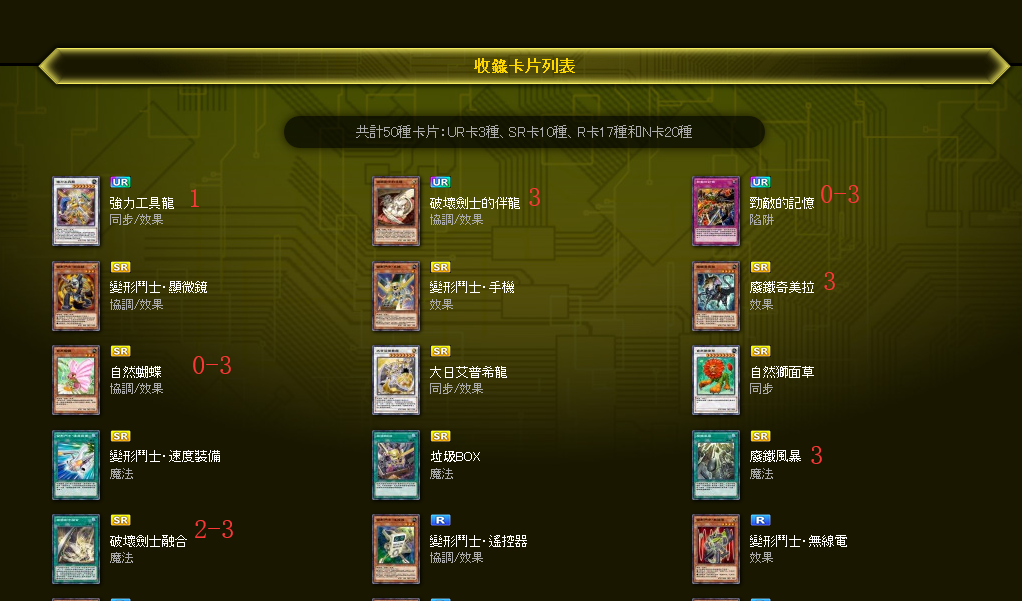 收錄卡片列表
共計50種卡片：UR卡3種、SR卡10種、R卡17種和N卡20種
UR
強力工具龍 1
同步/效果
UR
破壞劍士的伴龍 3
協調/效果
UR
勁敵的記憶 0-3
陷阱
SR
變形鬥士·顯微鏡
協調/效果
SR
變形鬥士·手機
效果
SR
廢鐵奇美拉 3
效果
SR
自然蝴蝶 0-3
協調/效果
SR
大日艾普希龍
同步/效果
SR
自然獅面草
同步
SR
變形鬥士·速度裝備
魔法
SR
垃圾BOX
魔法
SR
廢鐵風暴 3
魔法
SR
破壞劍士融合 2-3
魔法
R
變形鬥士·遙控器
協調/效果
R
變形鬥士·無線電
效果